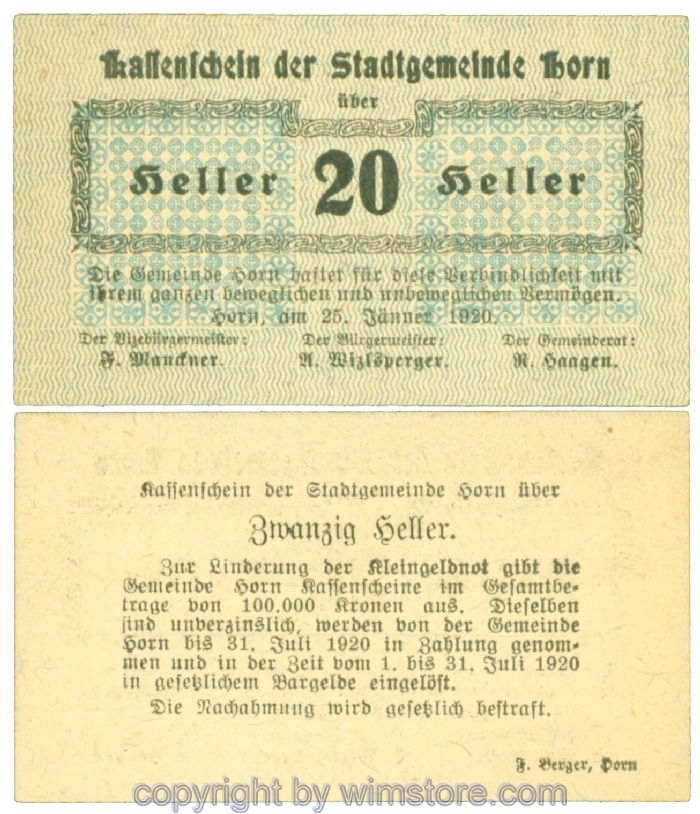 Kassenschein der Stadtgemeinde Horn
über
Heller 20 Heller
Die Gemeinde Horn haftet für diese Verbindlichkeit mit
ihrem ganzen beweglichen und unbeweglichen Vermögen.
Horn, am 25. Jänner 1920.
Der Vizebürgermeister: Der Bürgermeister: Der Gemeinderat:
F. Mauckner. A. Wizlsperger. R. Haagen.
Kassenschein der Stadtgemeinde Horn über
Zwanzig Heller.
Zur Linderung der Kleingeldnot gibt die
Gemeinde Horn Kassenscheine im Gesamtbe-
trage von 100.000 Kronen aus. Dieselben
sind unverzinslich, werden von der Gemeinde
Horn bis 31. Juli 1920 in Zahlung genom-
men und in der Zeit vom 1. bis 31. Juli 1920
in gesetzlichem Bargelde eingelöst.
Die Nachahmung wird gesetzlich bestraft.
F. Berger, Horn
copyright by wimstore.com